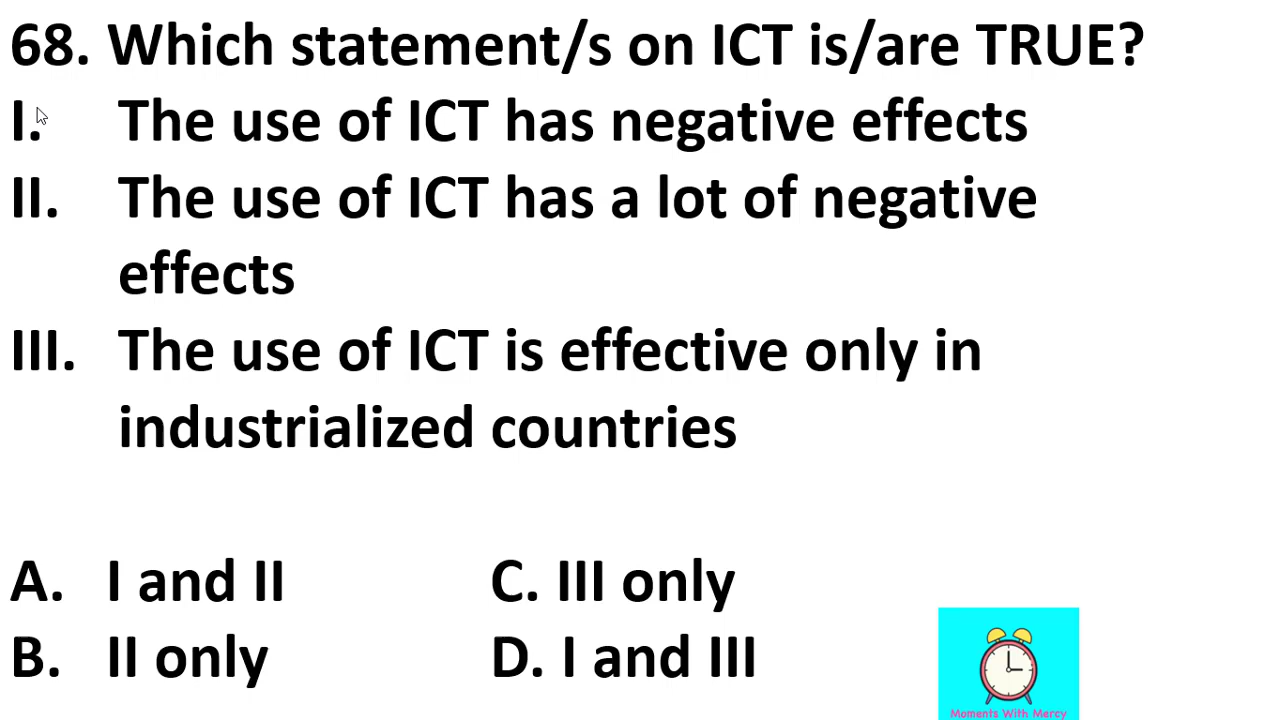 68. Which statement/s on ICT is/are TRUE?
I. The use of ICT has negative effects
II. The use of ICT has a lot of negative
effects
III. The use of ICT is effective only in
industrialized countries
A. I and II C. III only
B. II only D. I and III
Moments With Mercy